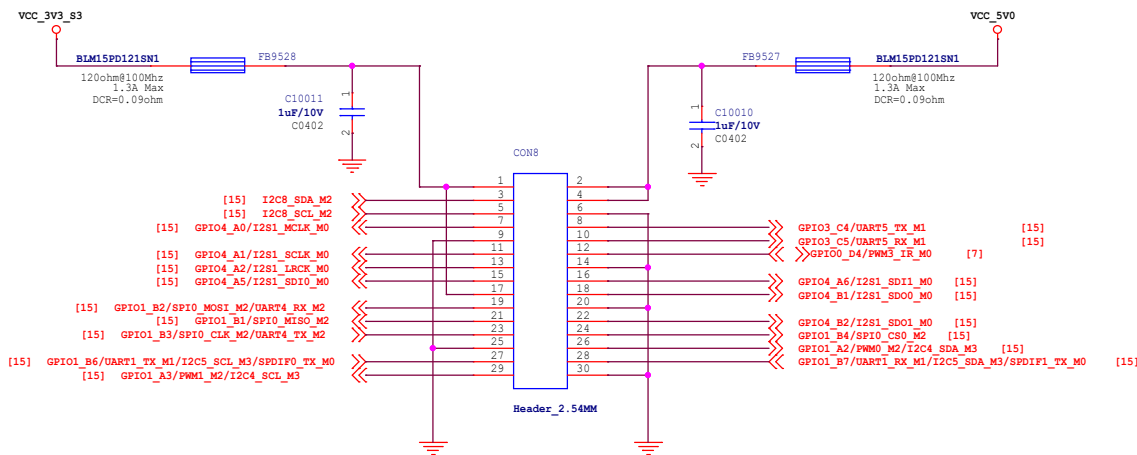 VCC_3V3_S3
VCC_5V0
BLM15PD121SN1
FB9528
FB9527
BLM15PD121SN1
120ohm@100Mhz
1.3A Max
DCR=0.09ohm
120ohm@100Mhz
1.3A Max
DCR=0.09ohm
1
C10011
1uF/10V
C0402
2
1
C10010
1uF/10V
C0402
2
CON8
1 2
[15] I2C8_SDA_M2 3 4
[15] I2C8_SCL_M2 5 6
[15] GPIO4_A0/I2S1_MCLK_M0 7 8 GPIO3_C4/UART5_TX_M1 [15]
9 10 GPIO3_C5/UART5_RX_M1 [15]
[15] GPIO4_A1/I2S1_SCLK_M0 11 12 GPIO0_D4/PWM3_IR_M0 [7]
[15] GPIO4_A2/I2S1_LRCK_M0 13 14
[15] GPIO4_A5/I2S1_SDI0_M0 15 16 GPIO4_A6/I2S1_SDI1_M0 [15]
17 18 GPIO4_B1/I2S1_SDO0_M0 [15]
[15] GPIO1_B2/SPI0_MOSI_M2/UART4_RX_M2 19 20
[15] GPIO1_B1/SPI0_MISO_M2 21 22 GPIO4_B2/I2S1_SDO1_M0 [15]
[15] GPIO1_B3/SPI0_CLK_M2/UART4_TX_M2 23 24 GPIO1_B4/SPI0_CS0_M2 [15]
25 26 GPIO1_A2/PWM0_M2/I2C4_SDA_M3 [15]
[15] GPIO1_B6/UART1_TX_M1/I2C5_SCL_M3/SPDIF0_TX_M0 27 28 GPIO1_B7/UART1_RX_M1/I2C5_SDA_M3/SPDIF1_TX_M0 [15]
[15] GPIO1_A3/PWM1_M2/I2C4_SCL_M3 29 30
Header_2.54MM